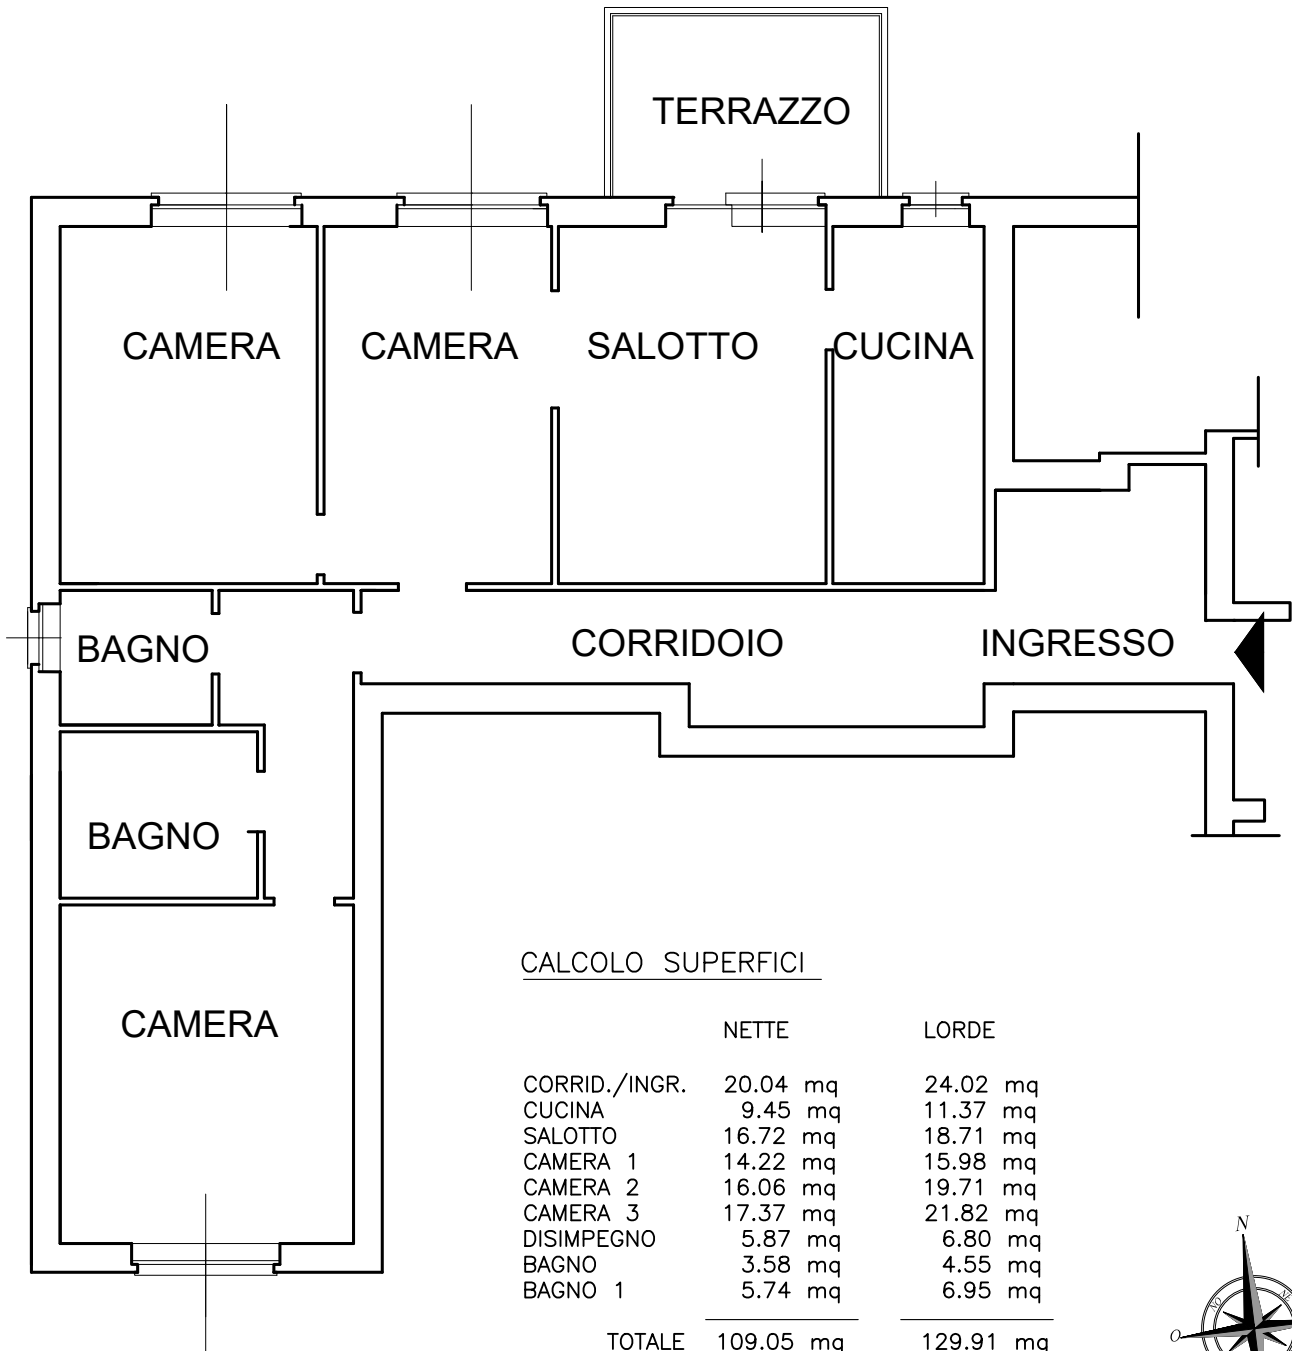 TERRAZZO
CAMERA CAMERA SALOTTO CUCINA
BAGNO CORRIDOIO INGRESSO
BAGNO
CAMERA
CALCOLO SUPERFICI
NETTE LORDE
CORRID./INGR. 20.04 mq 24.02 mq
CUCINA 9.45 mq 11.37 mq
SALOTTO 16.72 mq 18.71 mq
CAMERA 1 14.22 mq 15.98 mq
CAMERA 2 16.06 mq 19.71 mq
CAMERA 3 17.37 mq 21.82 mq
DISIMPEGNO 5.87 mq 6.80 mq
BAGNO 3.58 mq 4.55 mq
BAGNO 1 5.74 mq 6.95 mq
TOTALE 109.05 mq 129.91 mq
N
NO NE
O